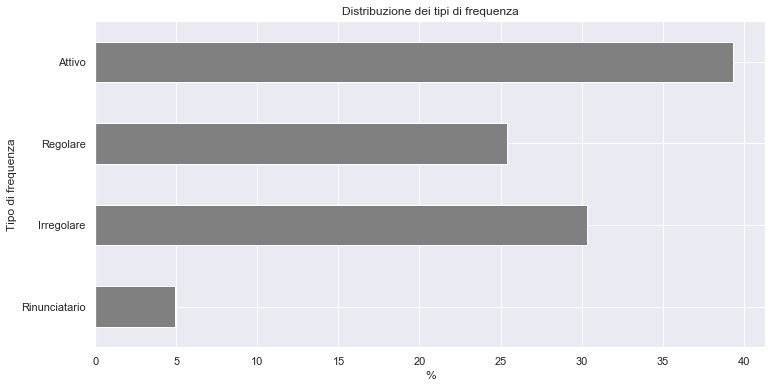 Distribuzione dei tipi di frequenza
Tipo di frequenza
Attivo
Regolare
Irregolare
Rinunciatario
0 5 10 15 20 25 30 35 40
%